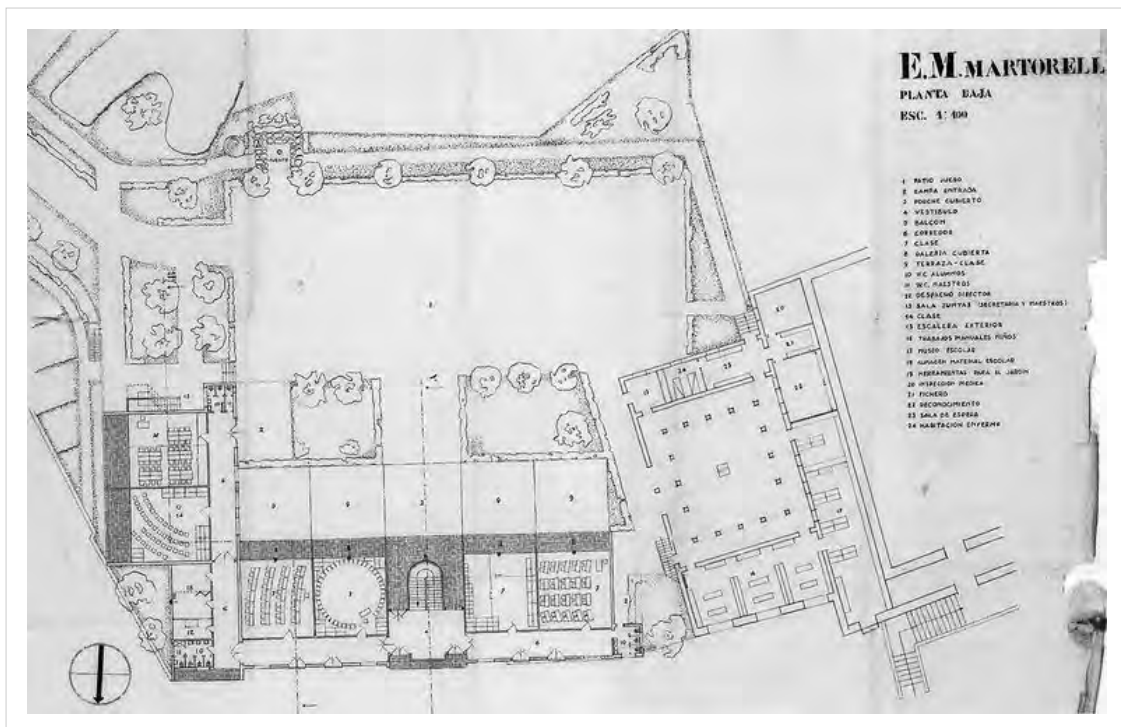 E.M.MARTORELL
PLANTA BAJA
ESC. 1:100
1 PATIO JUEGO
2 RAMPA ENTRADA
3 PORCHE CUBIERTO
4 VESTIBULO
5 BALCON
6 CORREDOR
7 CLASE
8 GALERIA CUBIERTA
9 TERRAZA-CLASE
10 W.C. ALUMNOS
11 W.C. MAESTROS
12 DESPACHO DIRECTOR
13 SALA JUNTAS (SECRETARIA Y MAESTROS)
14 CLASE
15 ESCALERA EXTERIOR
16 TRABAJOS MANUALES NIÑOS
17 MUSEO ESCOLAR
18 ALMACEN MATERIAL ESCOLAR
19 HERRAMIENTAS PARA EL JARDIN
20 INSPECCION MEDICA
21 FICHERO
22 RECONOCIMIENTO
23 SALA DE ESPERA
24 HABITACION ENFERMA